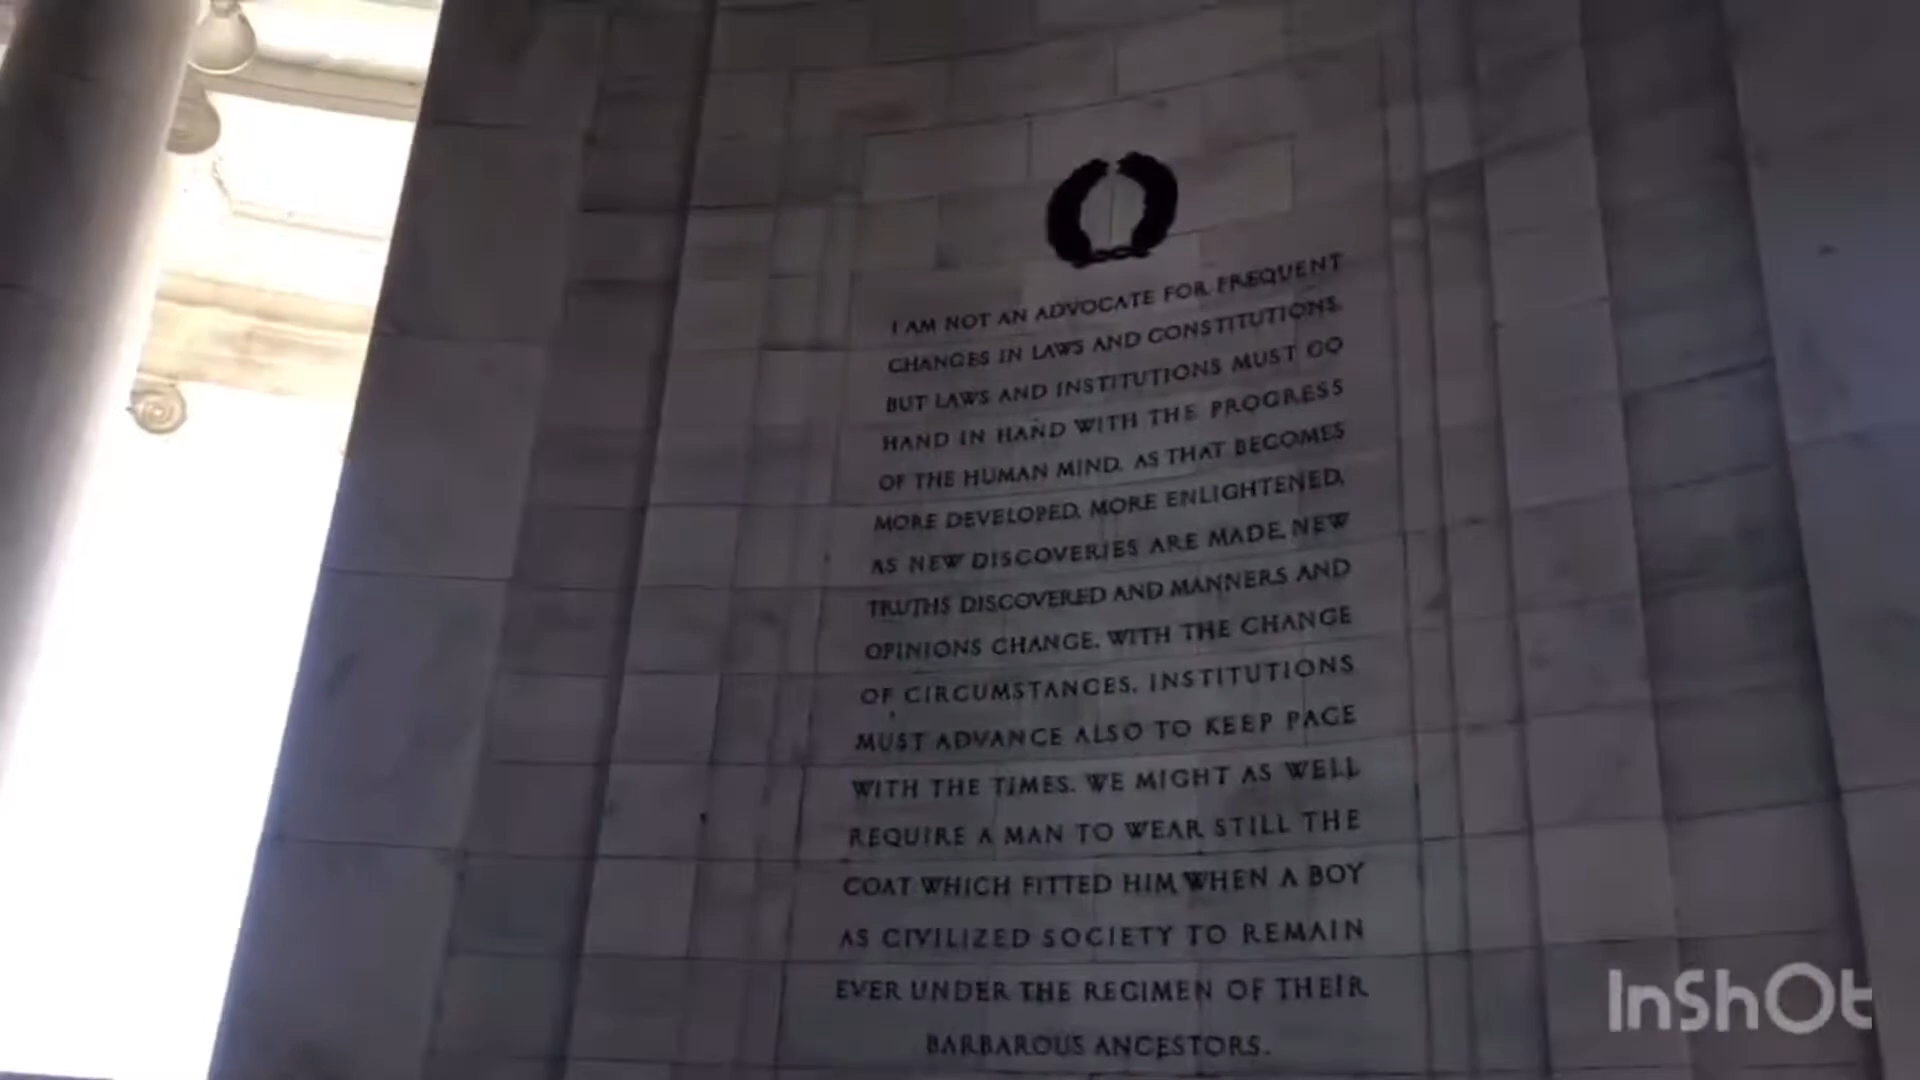 I AM NOT AN ADVOCATE FOR FREQUENT
CHANGES IN LAWS AND CONSTITUTIONS.
BUT LAWS AND INSTITUTIONS MUST GO
HAND IN HAND WITH THE PROGRESS
OF THE HUMAN MIND. AS THAT BECOMES
MORE DEVELOPED, MORE ENLIGHTENED,
AS NEW DISCOVERIES ARE MADE, NEW
TRUTHS DISCOVERED AND MANNERS AND
OPINIONS CHANGE, WITH THE CHANGE
OF CIRCUMSTANCES, INSTITUTIONS
MUST ADVANCE ALSO TO KEEP PACE
WITH THE TIMES. WE MIGHT AS WELL
REQUIRE A MAN TO WEAR STILL THE
COAT WHICH FITTED HIM WHEN A BOY
AS CIVILIZED SOCIETY TO REMAIN
EVER UNDER THE REGIMEN OF THEIR
BARBAROUS ANCESTORS.
InShOt